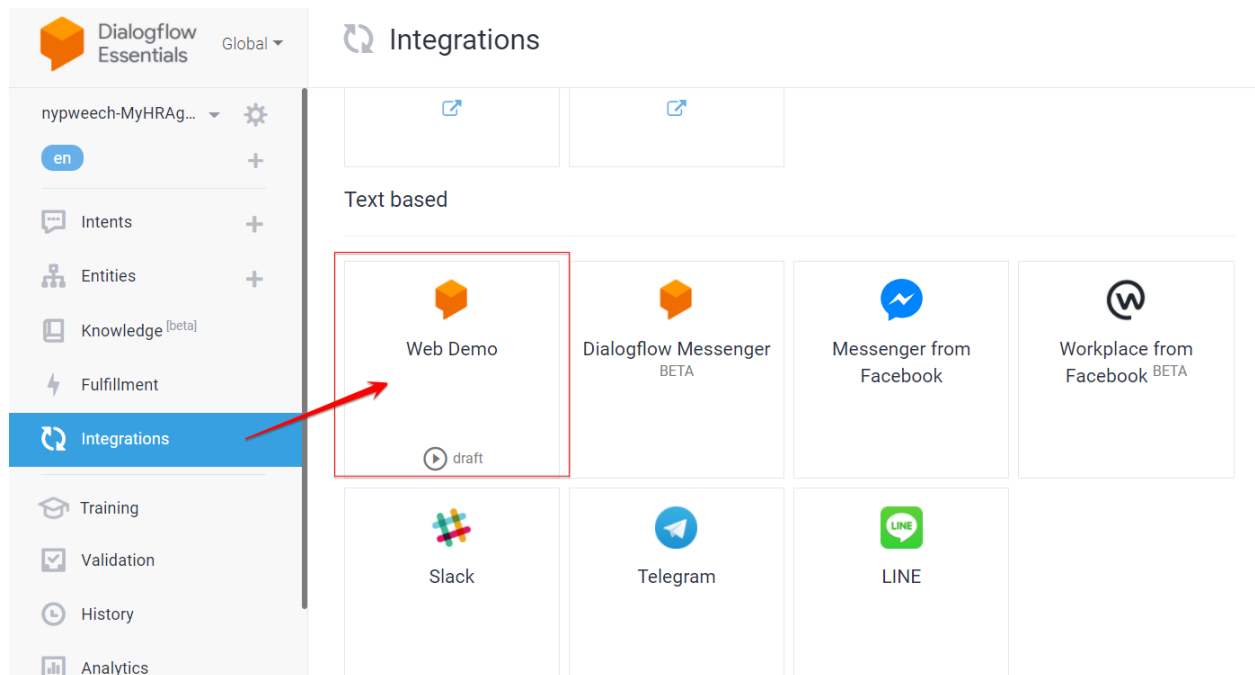 Dialogflow
Essentials
Global
Integrations
nypweech-MyHRAg...
en
Intents
Entities
Knowledge [beta]
Fulfillment
Integrations
Training
Validation
History
Analytics
Text based
Web Demo
draft
Dialogflow Messenger
BETA
Messenger from
Facebook
Workplace from
Facebook BETA
Slack
Telegram
LINE
LINE